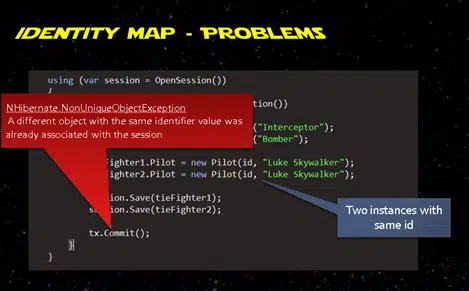 IDENTITY MAP - PROBLEMS
using (var session = OpenSession())
{
NHibernate.NonUniqueObjectException
A different object with the same identifier value was
already associated with the session
tion())
("Interceptor");
("Bomber");
Fighter1.Pilot = new Pilot(id, "Luke Skywalker");
Fighter2.Pilot = new Pilot(id, "Luke Skywalker");
ion.Save(tieFighter1);
s ion.Save(tieFighter2);
Two instances with
same id
tx.Commit();
}
}